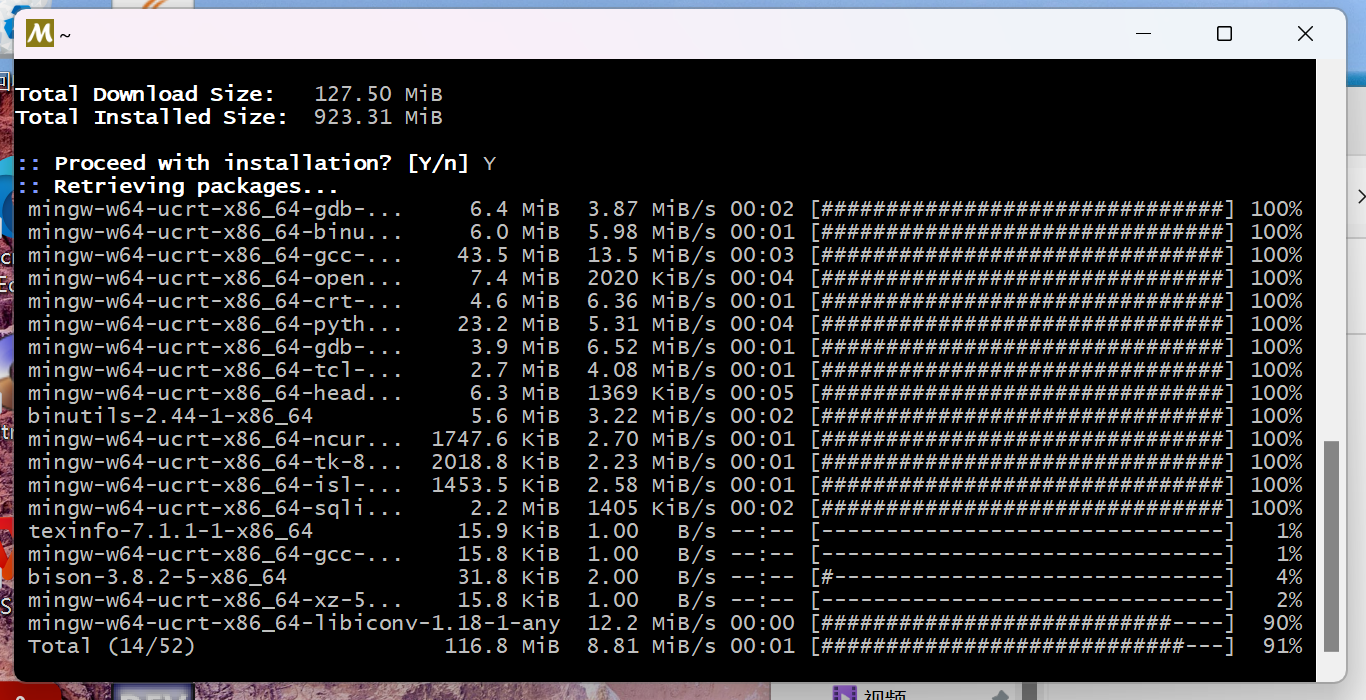 M ~
Total Download Size:   127.50 MiB
Total Installed Size:  923.31 MiB
:: Proceed with installation? [Y/n] Y
:: Retrieving packages...
mingw-w64-ucrt-x86_64-gdb-...     6.4 MiB  3.87 MiB/s 00:02 [###############################] 100%
mingw-w64-ucrt-x86_64-binu...     6.0 MiB  5.98 MiB/s 00:01 [###############################] 100%
mingw-w64-ucrt-x86_64-gcc-...    43.5 MiB  13.5 MiB/s 00:03 [###############################] 100%
mingw-w64-ucrt-x86_64-open...     7.4 MiB  2020 KiB/s 00:04 [###############################] 100%
mingw-w64-ucrt-x86_64-crt-...     4.6 MiB  6.36 MiB/s 00:01 [###############################] 100%
mingw-w64-ucrt-x86_64-pyth...    23.2 MiB  5.31 MiB/s 00:04 [###############################] 100%
mingw-w64-ucrt-x86_64-gdb-...     3.9 MiB  6.52 MiB/s 00:01 [###############################] 100%
mingw-w64-ucrt-x86_64-tcl-...     2.7 MiB  4.08 MiB/s 00:01 [###############################] 100%
mingw-w64-ucrt-x86_64-head...     6.3 MiB  1369 KiB/s 00:05 [###############################] 100%
binutils-2.44-1-x86_64            5.6 MiB  3.22 MiB/s 00:02 [###############################] 100%
mingw-w64-ucrt-x86_64-ncur...  1747.6 KiB  2.70 MiB/s 00:01 [###############################] 100%
mingw-w64-ucrt-x86_64-tk-8...  2018.8 KiB  2.23 MiB/s 00:01 [###############################] 100%
mingw-w64-ucrt-x86_64-isl-...  1453.5 KiB  2.58 MiB/s 00:01 [###############################] 100%
mingw-w64-ucrt-x86_64-sqli...     2.2 MiB  1405 KiB/s 00:02 [###############################] 100%
texinfo-7.1.1-1-x86_64           15.9 KiB  1.00   B/s --:-- [-------------------------------]   1%
mingw-w64-ucrt-x86_64-gcc-...    15.8 KiB  1.00   B/s --:-- [-------------------------------]   1%
bison-3.8.2-5-x86_64             31.8 KiB  2.00   B/s --:-- [#------------------------------]   4%
mingw-w64-ucrt-x86_64-xz-5...    15.8 KiB  1.00   B/s --:-- [-------------------------------]   2%
mingw-w64-ucrt-x86_64-libiconv-1.18-1-any  12.2 MiB/s 00:00 [###########################----]  90%
Total (14/52)                   116.8 MiB  8.81 MiB/s 00:01 [############################---]  91%
视频